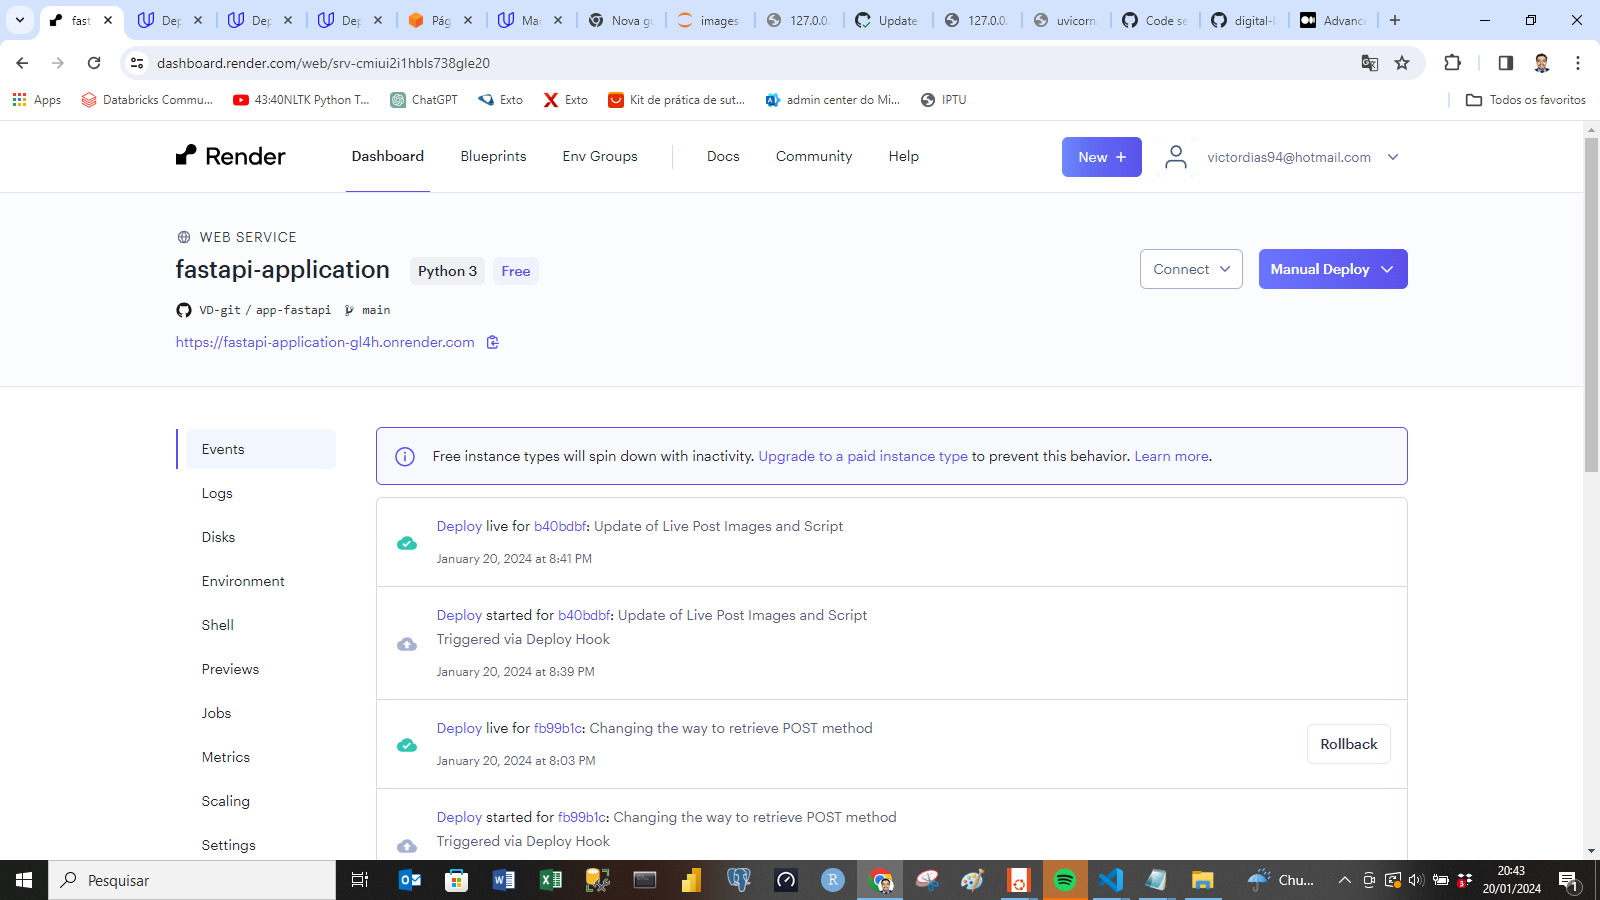 fast
Dep
Dep
Dep
Pág
Ma
Nova gu
images
127.0.0.
Update
127.0.0.
uvicorn.
Code se
digital-l
Advanc
dashboard.render.com/web/srv-cmiui2i1hbls738gle20
Apps
Databricks Commu...
43:40NLTK Python T...
ChatGPT
Exto
Exto
Kit de prática de sut...
admin center do Mi...
IPTU
Todos os favoritos
Render
Dashboard
Blueprints
Env Groups
Docs
Community
Help
New +
victordias94@hotmail.com
WEB SERVICE
fastapi-application
Python 3
Free
Connect
Manual Deploy
VD-git / app-fastapi
main
https://fastapi-application-gl4h.onrender.com
Events
Logs
Disks
Environment
Shell
Previews
Jobs
Metrics
Scaling
Settings
Free instance types will spin down with inactivity. Upgrade to a paid instance type to prevent this behavior. Learn more.
Deploy live for b40bdbf: Update of Live Post Images and Script
January 20, 2024 at 8:41 PM
Deploy started for b40bdbf: Update of Live Post Images and Script
Triggered via Deploy Hook
January 20, 2024 at 8:39 PM
Deploy live for fb99b1c: Changing the way to retrieve POST method
January 20, 2024 at 8:03 PM
Rollback
Deploy started for fb99b1c: Changing the way to retrieve POST method
Triggered via Deploy Hook
Pesquisar
Chu...
20:43
20/01/2024
1